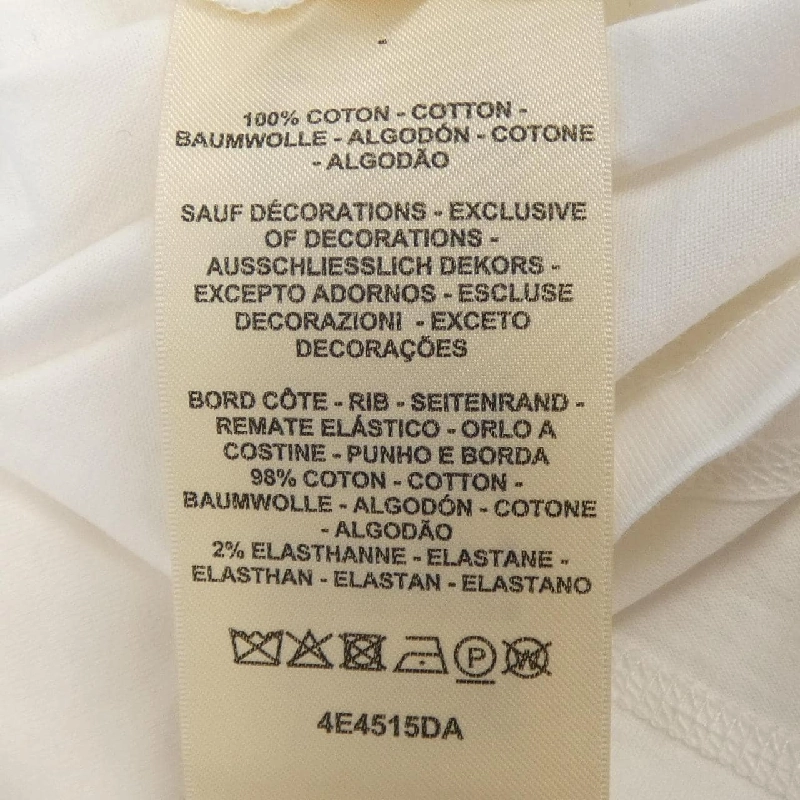 -
100% COTON - COTTON -
BAUMWOLLE - ALGODÓN - COTONE
- ALGODÃO
SAUF DÉCORATIONS - EXCLUSIVE
OF DECORATIONS -
AUSSCHLIESSLICH DEKORS -
EXCEPTO ADORNOS - ESCLUSE
DECORAZIONI - EXCETO
DECORAÇÕES
BORD CÔTE - RIB - SEITENRAND -
REMATE ELÁSTICO - ORLO A
COSTINE - PUNHO E BORDA
98% COTON - COTTON -
BAUMWOLLE - ALGODÓN - COTONE
- ALGODÃO
2% ELASTHANNE - ELASTANE -
ELASTHAN - ELASTAN - ELASTANO
P W
4E4515DA